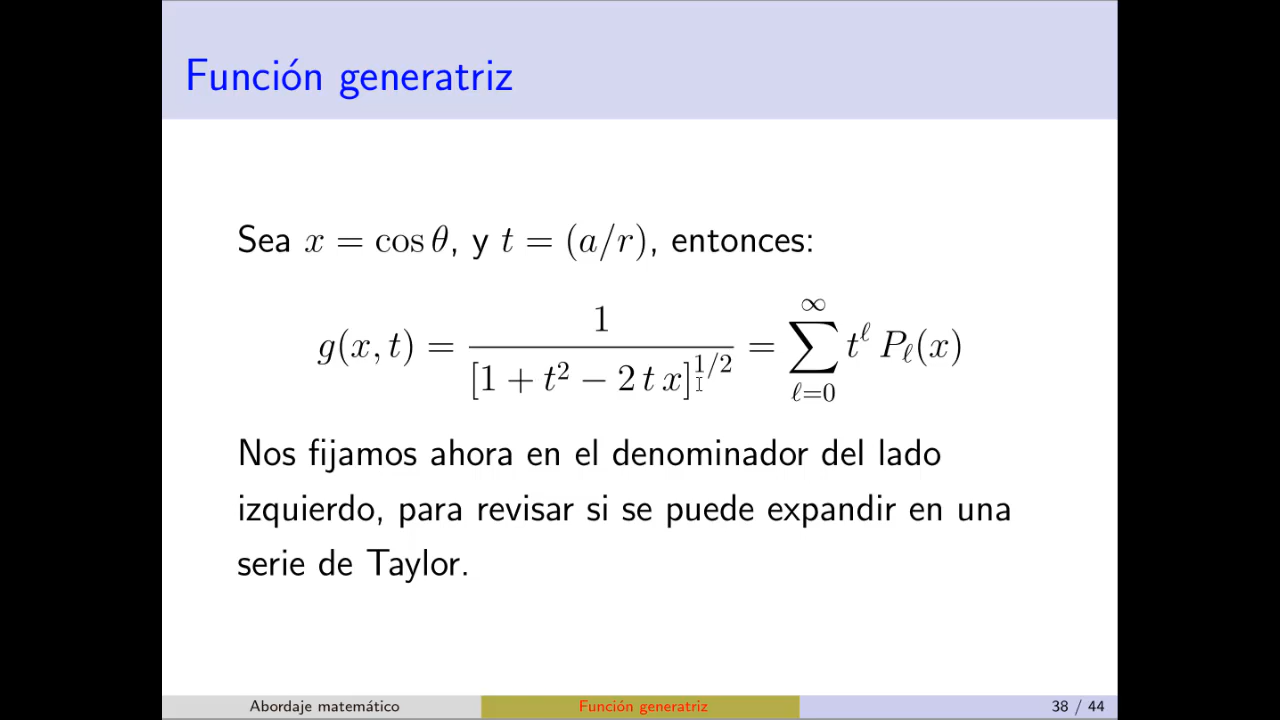 Función generatriz
Sea x = cos θ, y t = (a/r), entonces:
g(x, t) = 1 / [1 + t² − 2 t x]^{1/2} = ∑_{ℓ=0}^{∞} t^ℓ P_ℓ(x)
Nos fijamos ahora en el denominador del lado
izquierdo, para revisar si se puede expandir en una
serie de Taylor.
Abordaje matemático
Función generatriz
38 / 44